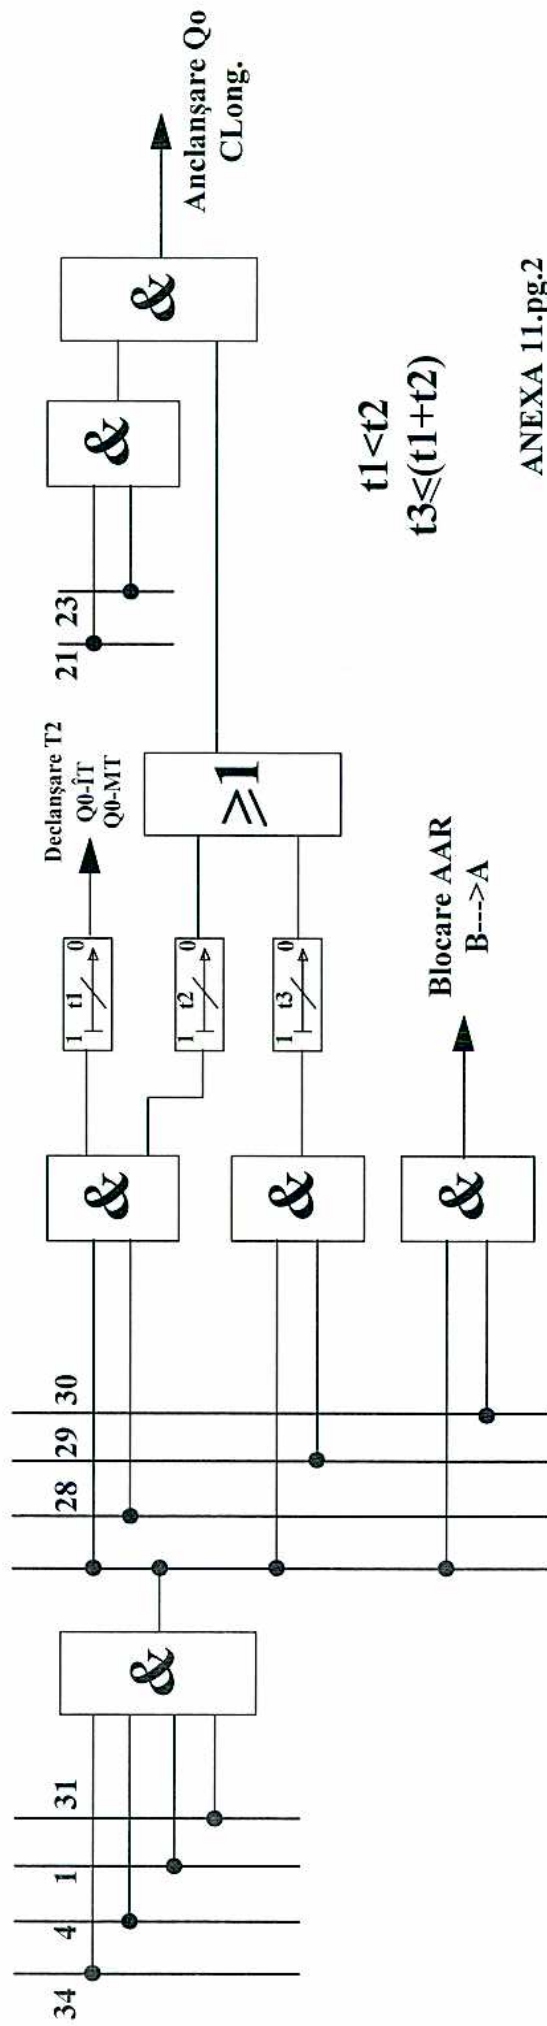 34
4
1
31
&
28
29
30
&
&
&
1 t1 0
1 t2 0
1 t3 0
Declanșare T2
Q0-ÎT
Q0-MT
≥1
Blocare AAR
B--->A
21
23
&
&
Anclanşare Qo
CLong.
t1<t2
t3≤(t1+t2)
ANEXA 11.pg.2